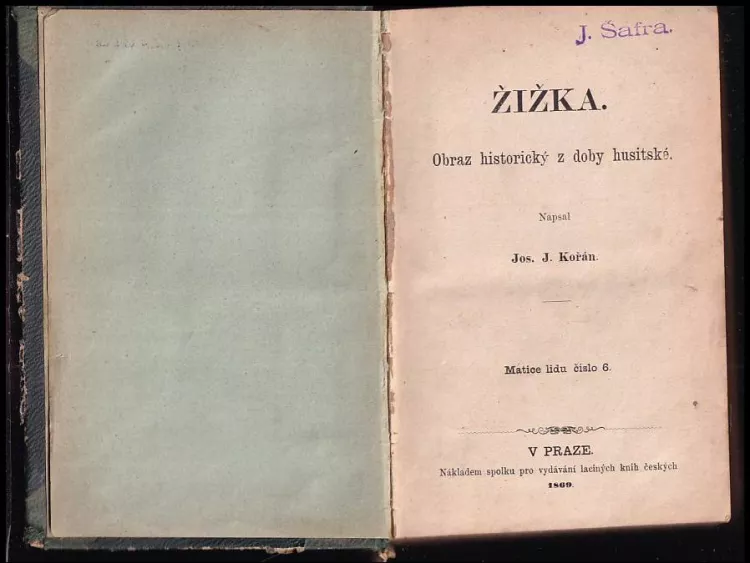 J. Šafra.
ŽIŽKA.
Obraz historický z doby husitské.
Napsal
Jos. J. Kořán.
Matice lidu číslo 6.
V PRAZE.
Nákladem spolku pro vydávání laciných knih českých
1869.